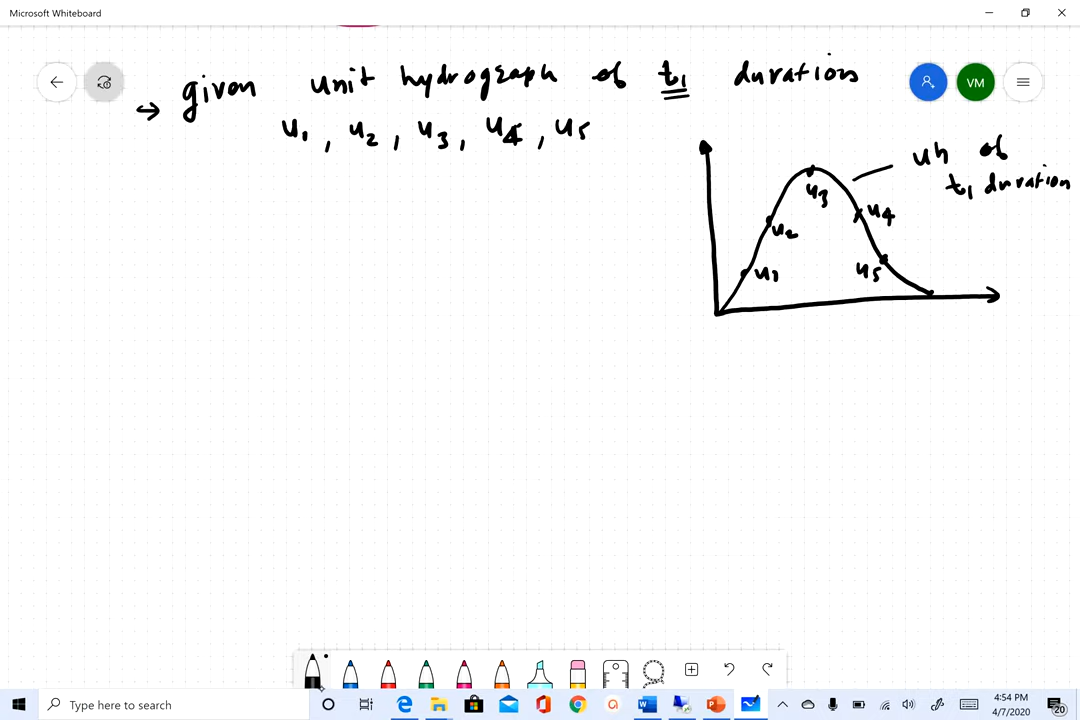 Microsoft Whiteboard
→ given unit hydrograph of t1 duration
u1, u2, u3, u4, u5
VM
uh of
t1 duration
u3
u4
u2
u1
u5
Type here to search
4:54 PM
4/7/2020
20